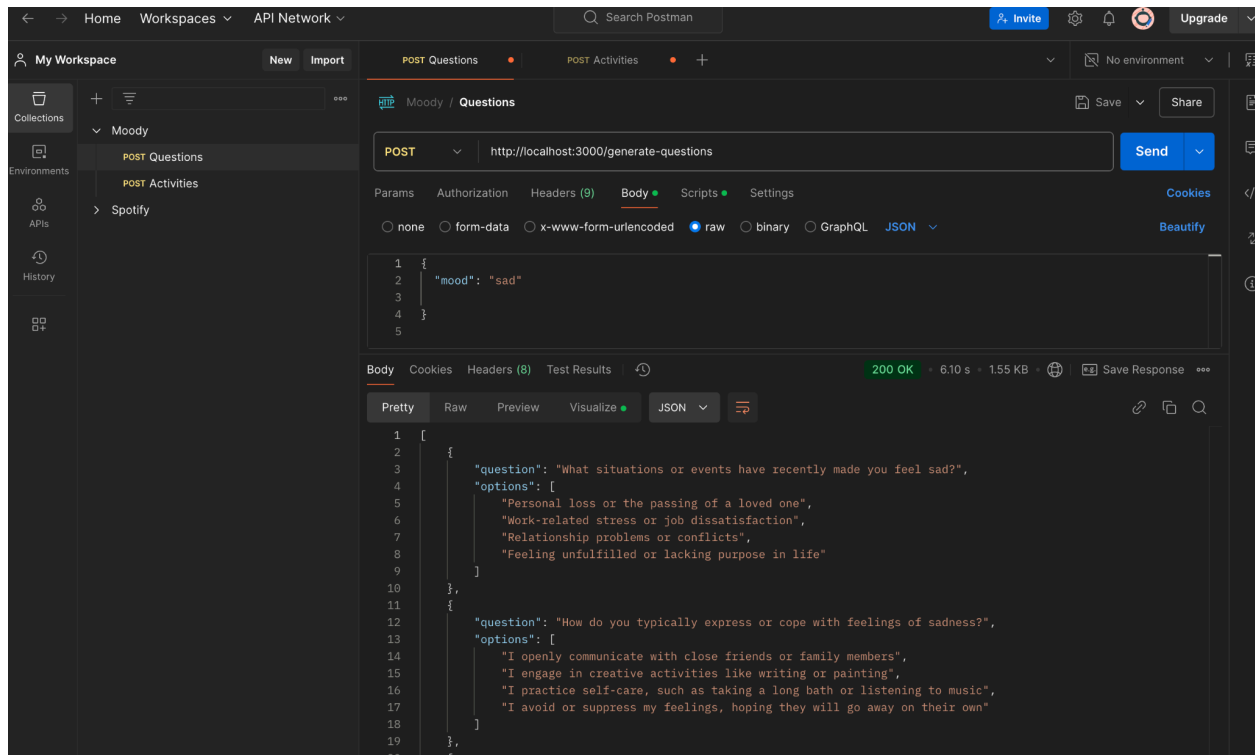 ← → Home Workspaces API Network Search Postman Invite Upgrade
My Workspace New Import POST Questions POST Activities + No environment
Collections
Environments
APIs
History
+
Moody
POST Questions
POST Activities
Spotify
HTTP Moody / Questions Save Share
POST http://localhost:3000/generate-questions Send
Params Authorization Headers (9) Body Scripts Settings Cookies
none form-data x-www-form-urlencoded raw binary GraphQL JSON Beautify
1 {
2 "mood": "sad"
3
4 }
5
Body Cookies Headers (8) Test Results 200 OK • 6.10 s • 1.55 KB • e.g. Save Response
Pretty Raw Preview Visualize JSON
1 [
2 {
3 "question": "What situations or events have recently made you feel sad?",
4 "options": [
5 "Personal loss or the passing of a loved one",
6 "Work-related stress or job dissatisfaction",
7 "Relationship problems or conflicts",
8 "Feeling unfulfilled or lacking purpose in life"
9 ]
10 },
11 {
12 "question": "How do you typically express or cope with feelings of sadness?",
13 "options": [
14 "I openly communicate with close friends or family members",
15 "I engage in creative activities like writing or painting",
16 "I practice self-care, such as taking a long bath or listening to music",
17 "I avoid or suppress my feelings, hoping they will go away on their own"
18 ]
19 },